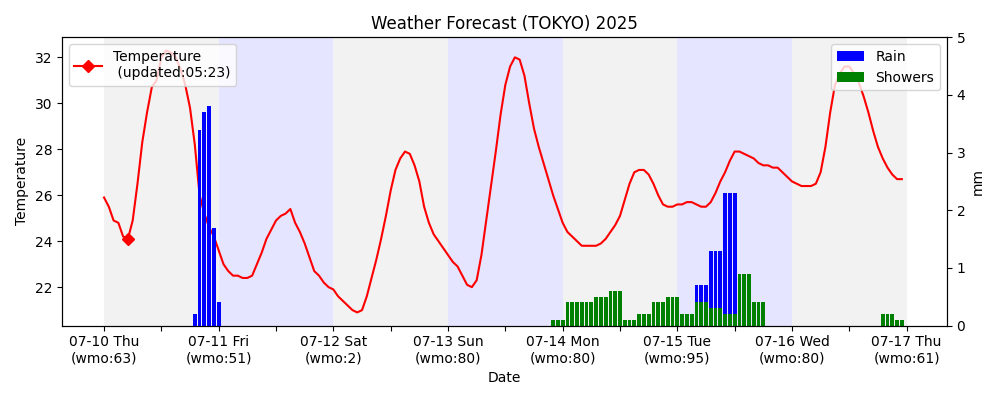 Weather Forecast (TOKYO) 2025
Temperature
(updated:05:23)
Rain
Showers
32
30
28
26
24
22
Temperature
5
4
3
2
1
0
mm
07-10 Thu
(wmo:63)
07-11 Fri
(wmo:51)
07-12 Sat
(wmo:2)
07-13 Sun
(wmo:80)
07-14 Mon
(wmo:80)
07-15 Tue
(wmo:95)
07-16 Wed
(wmo:80)
07-17 Thu
(wmo:61)
Date